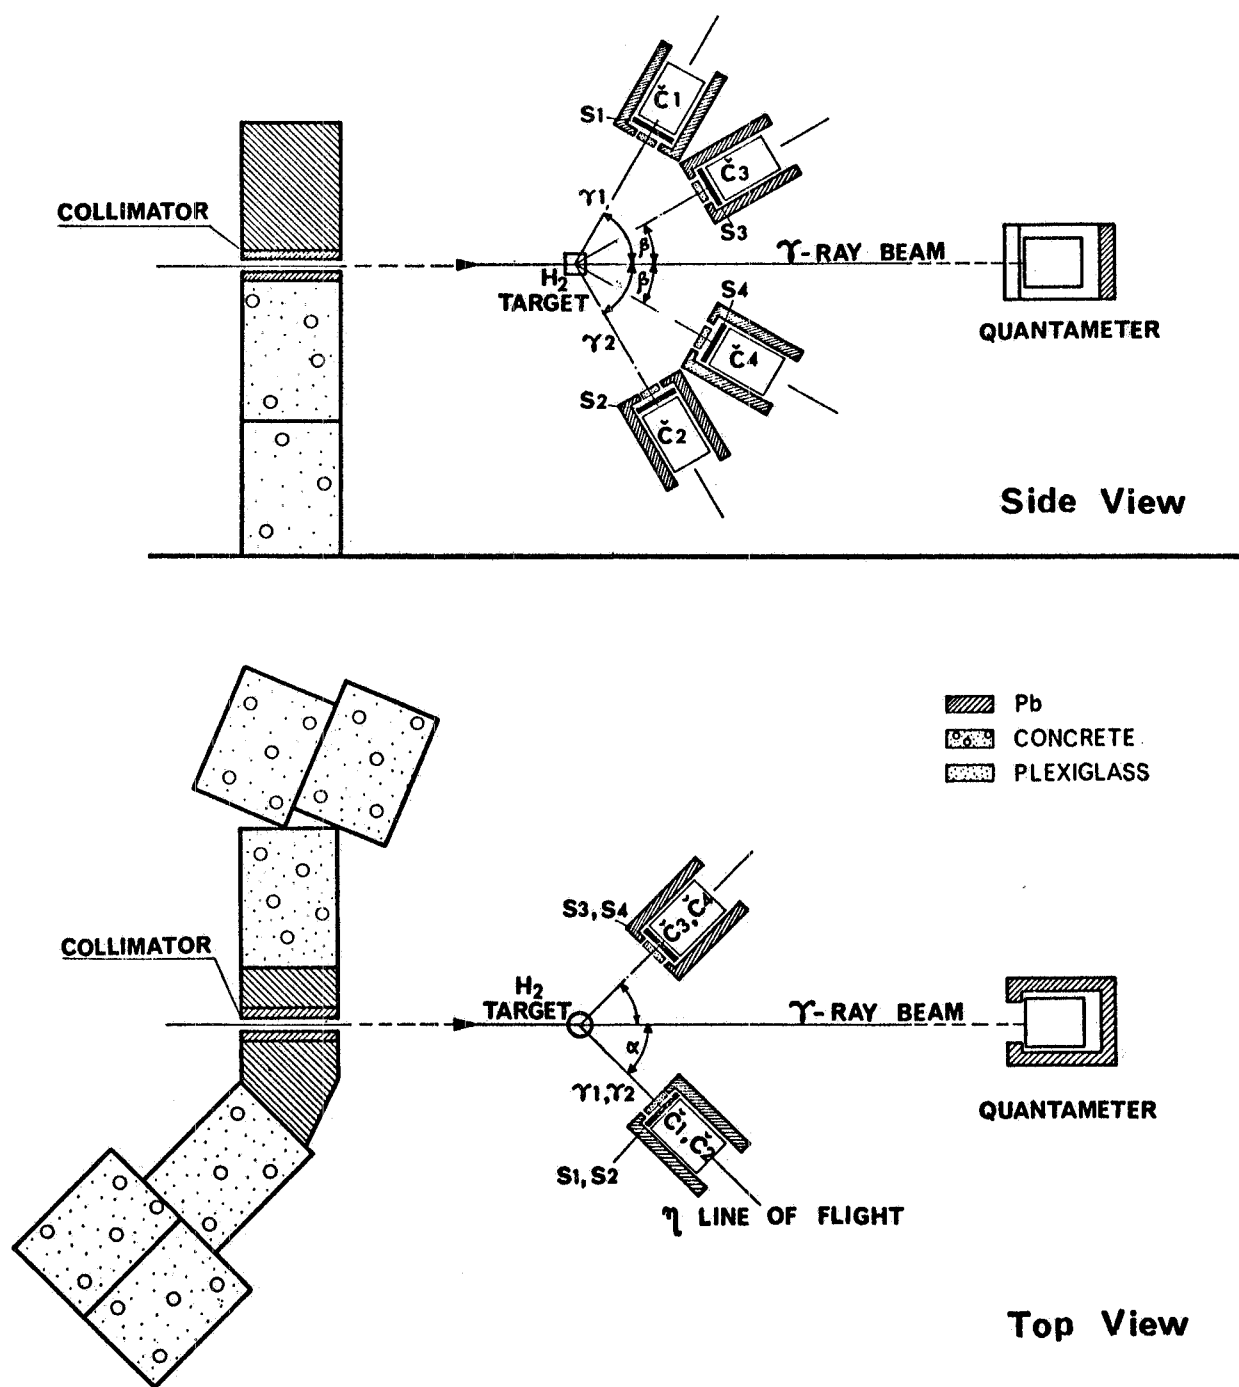 Č1
S1
Č3
γ1
COLLIMATOR
S3
β
γ-RAY BEAM
H2
TARGET
β
S4
QUANTAMETER
γ2
Č4
S2
Č2
Side View
Pb
CONCRETE
PLEXIGLASS
S3, S4
Č3, Č4
COLLIMATOR
H2
TARGET
γ-RAY BEAM
α
γ1, γ2
QUANTAMETER
Č1, Č2
S1, S2
η LINE OF FLIGHT
Top View